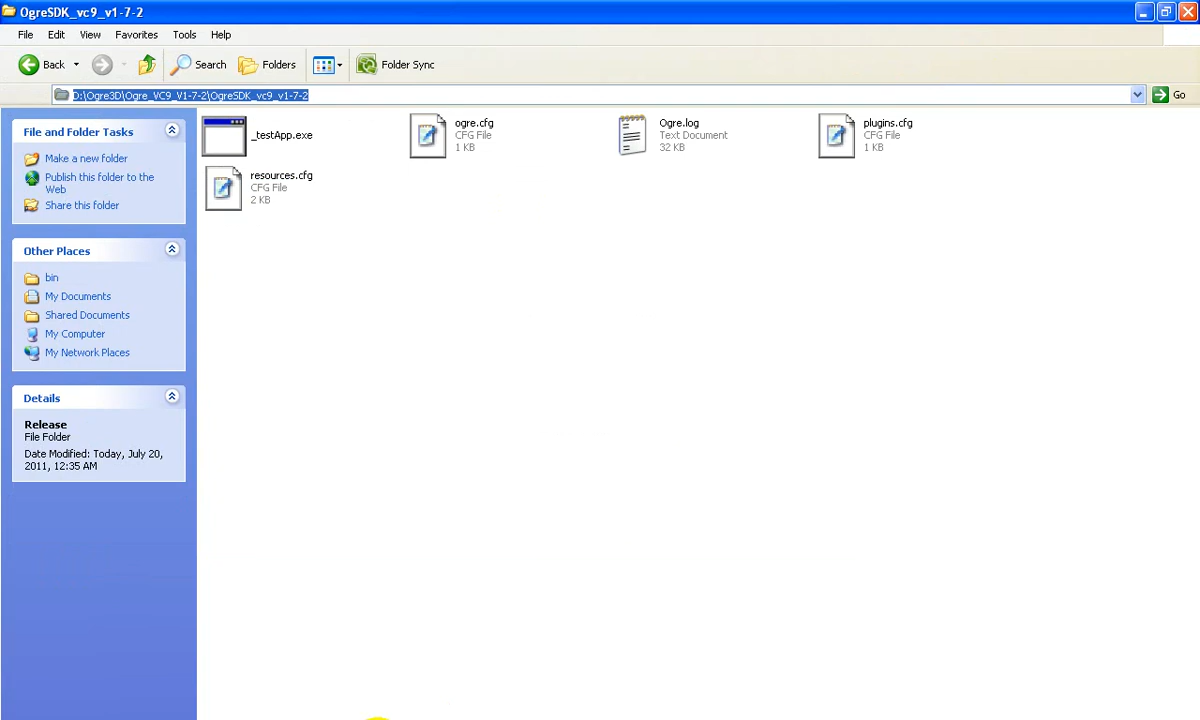 OgreSDK_vc9_v1-7-2
File Edit View Favorites Tools Help
Back Search Folders Folder Sync
D:\Ogre3D\Ogre_VC9_V1-7-2\OgreSDK_vc9_v1-7-2 Go
File and Folder Tasks
Make a new folder
Publish this folder to the
Web
Share this folder
Other Places
bin
My Documents
Shared Documents
My Computer
My Network Places
Details
Release
File Folder
Date Modified: Today, July 20,
2011, 12:35 AM
_testApp.exe
ogre.cfg
CFG File
1 KB
Ogre.log
Text Document
32 KB
plugins.cfg
CFG File
1 KB
resources.cfg
CFG File
2 KB